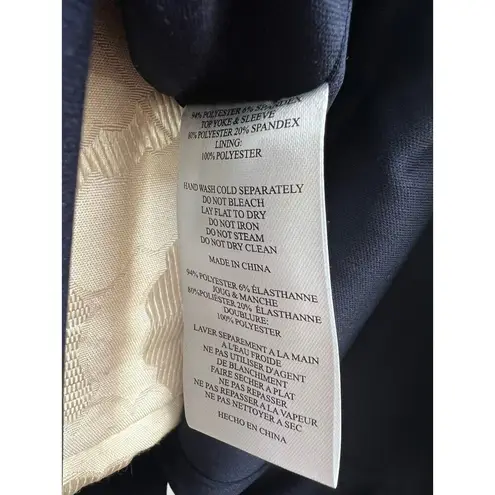 94% POLYESTER 6% SPANDEX
TOP YOKE & SLEEVE
80% POLYESTER 20% SPANDEX
LINING:
100% POLYESTER
HAND WASH COLD SEPARATELY
DO NOT BLEACH
LAY FLAT TO DRY
DO NOT IRON
DO NOT STEAM
DO NOT DRY CLEAN
MADE IN CHINA
94% POLYESTER 6% ÉLASTHANNE
JOUG & MANCHE
80%POLIÉSTER 20% ÉLASTHANNE
DOUBLURE:
100% POLYESTER
LAVER SEPAREMENT A LA MAIN
A L'EAU FROIDE
NE PAS UTILISER D'AGENT
DE BLANCHIMENT
FAIRE SECHER A PLAT
NE PAS REPASSER
NE PAS REPASSER A LA VAPEUR
NE PAS NETTOYER A SEC
HECHO EN CHINA